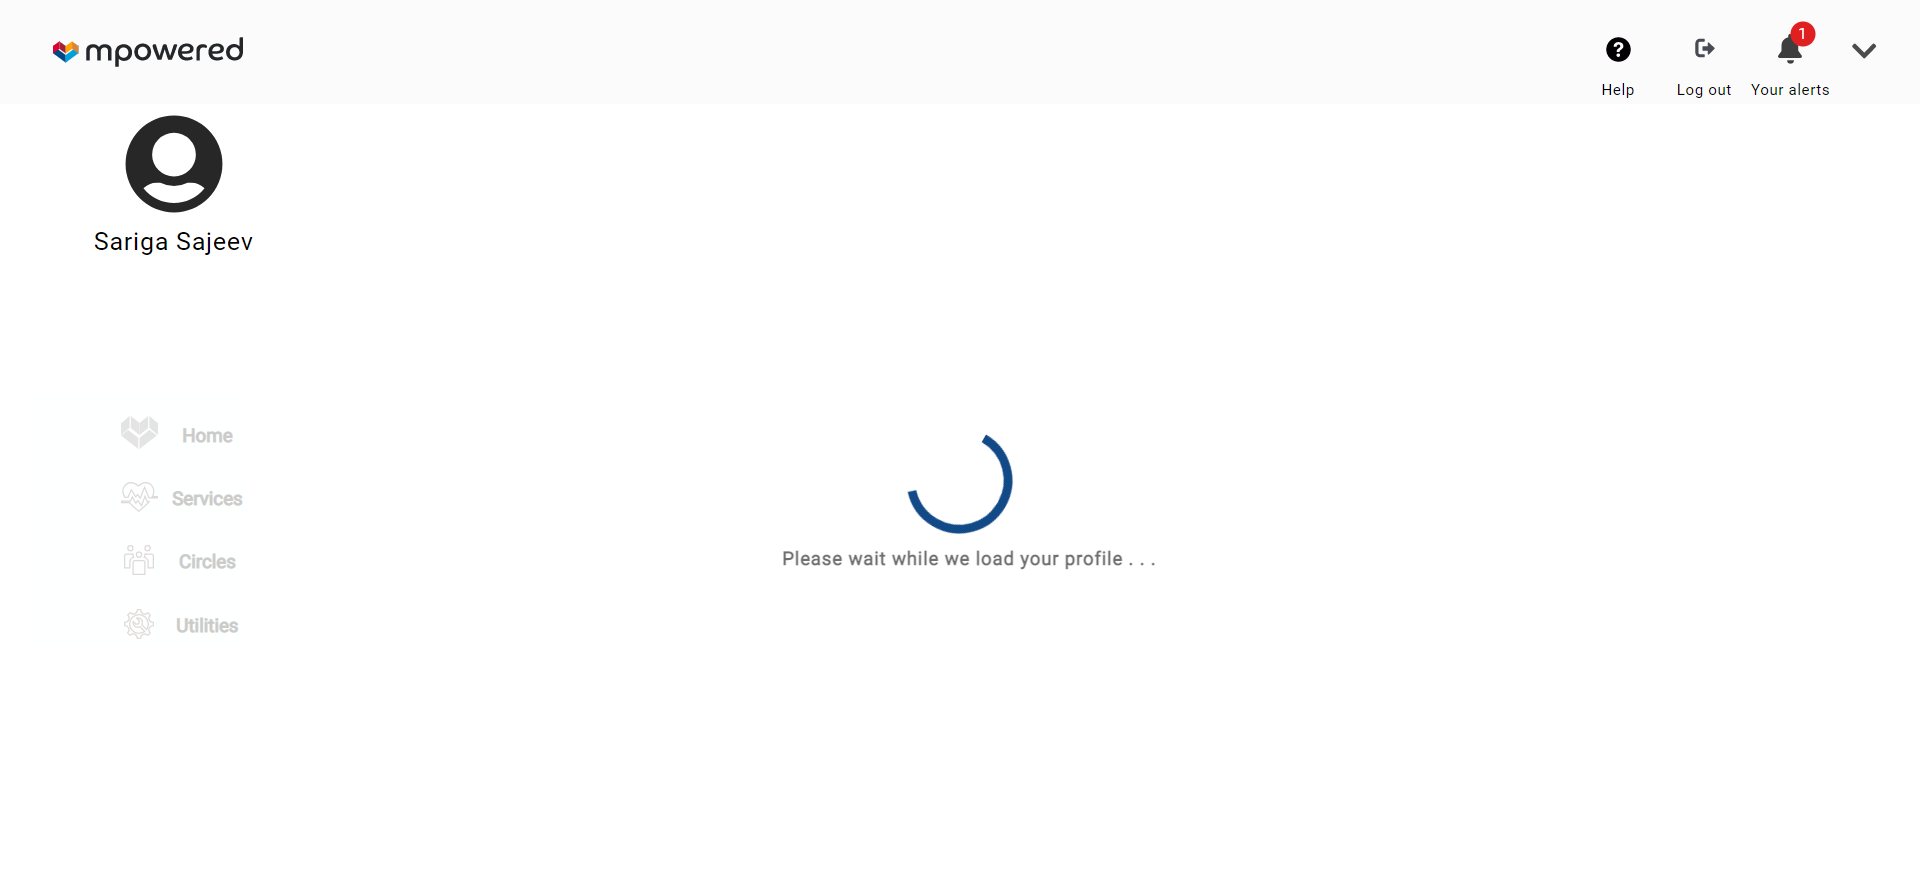 mpowered
?
1
Help
Log out
Your alerts
Sariga Sajeev
Home
Services
Circles
Utilities
Please wait while we load your profile . . .